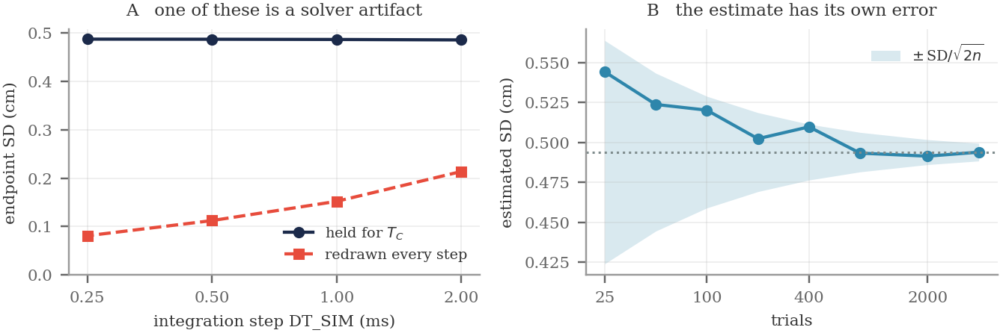 A one of these is a solver artifact
endpoint SD (cm)
0.5
0.4
0.3
0.2
0.1
0.0
held for T_C
redrawn every step
0.25 0.50 1.00 2.00
integration step DT_SIM (ms)
B the estimate has its own error
estimated SD (cm)
0.550
0.525
0.500
0.475
0.450
0.425
± SD/√2n
25 100 400 2000
trials